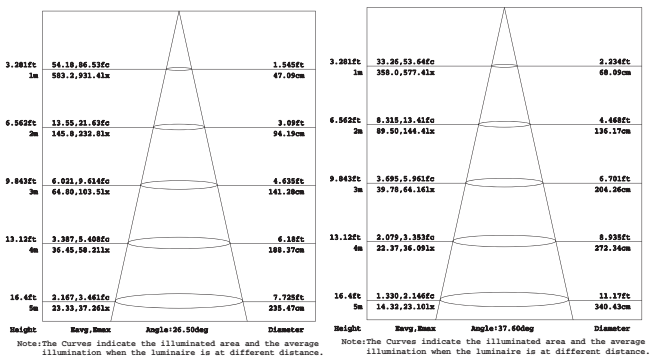 3.281ft 54.18,86.53fc 1.545ft
1m 583.2,931.4lx 47.09cm
6.562ft 13.55,21.63fc 3.09ft
2m 145.8,232.8lx 94.19cm
9.843ft 6.021,9.614fc 4.635ft
3m 64.80,103.5lx 141.28cm
13.12ft 3.387,5.408fc 6.18ft
4m 36.45,58.21lx 188.37cm
16.4ft 2.167,3.461fc 7.725ft
5m 23.33,37.26lx 235.47cm
Height Eavg,Emax Angle:26.50deg Diameter
Note:The Curves indicate the illuminated area and the average
illumination when the luminaire is at different distance.
3.281ft 33.26,53.64fc 2.234ft
1m 358.0,577.4lx 68.09cm
6.562ft 8.315,13.41fc 4.468ft
2m 89.50,144.4lx 136.17cm
9.843ft 3.695,5.961fc 6.701ft
3m 39.78,64.16lx 204.26cm
13.12ft 2.079,3.353fc 8.935ft
4m 22.37,36.09lx 272.34cm
16.4ft 1.330,2.146fc 11.17ft
5m 14.32,23.10lx 340.43cm
Height Eavg,Emax Angle:37.60deg Diameter
Note:The Curves indicate the illuminated area and the average
illumination when the luminaire is at different distance.